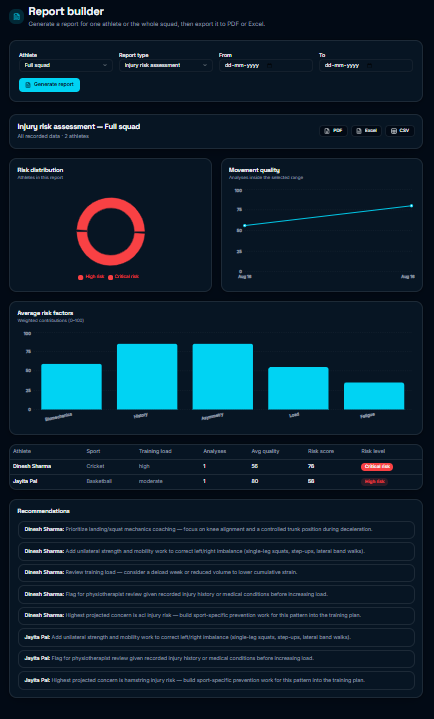 Report builder
Generate a report for one athlete or the whole squad, then export it to PDF or Excel.
Athlete Report type From To
Full squad Injury risk assessment dd-mm-yyyy dd-mm-yyyy
Generate report
Injury risk assessment — Full squad
All recorded data · 2 athletes
PDF Excel CSV
Risk distribution
Athletes in this report
High risk Critical risk
Movement quality
Analyses inside the selected range
100
75
50
25
0
Aug 18 Aug 18
Average risk factors
Weighted contributions (0–100)
100
75
50
25
0
Biomechanics History Asymmetry Load Fatigue
Athlete Sport Training load Analyses Avg quality Risk score Risk level
Dinesh Sharma Cricket high 1 56 78 Critical risk
Jayita Pal Basketball moderate 1 80 58 High risk
Recommendations
Dinesh Sharma: Prioritise landing/squat mechanics coaching — focus on knee alignment and a controlled trunk position during deceleration.
Dinesh Sharma: Add unilateral strength and mobility work to correct left/right imbalance (single-leg squats, step-ups, lateral band walks).
Dinesh Sharma: Review training load — consider a deload week or reduced volume to lower cumulative strain.
Dinesh Sharma: Flag for physiotherapist review given recorded injury history or medical conditions before increasing load.
Dinesh Sharma: Highest projected concern is acl injury risk — build sport-specific prevention work for this pattern into the training plan.
Jayita Pal: Add unilateral strength and mobility work to correct left/right imbalance (single-leg squats, step-ups, lateral band walks).
Jayita Pal: Flag for physiotherapist review given recorded injury history or medical conditions before increasing load.
Jayita Pal: Highest projected concern is hamstring injury risk — build sport-specific prevention work for this pattern into the training plan.